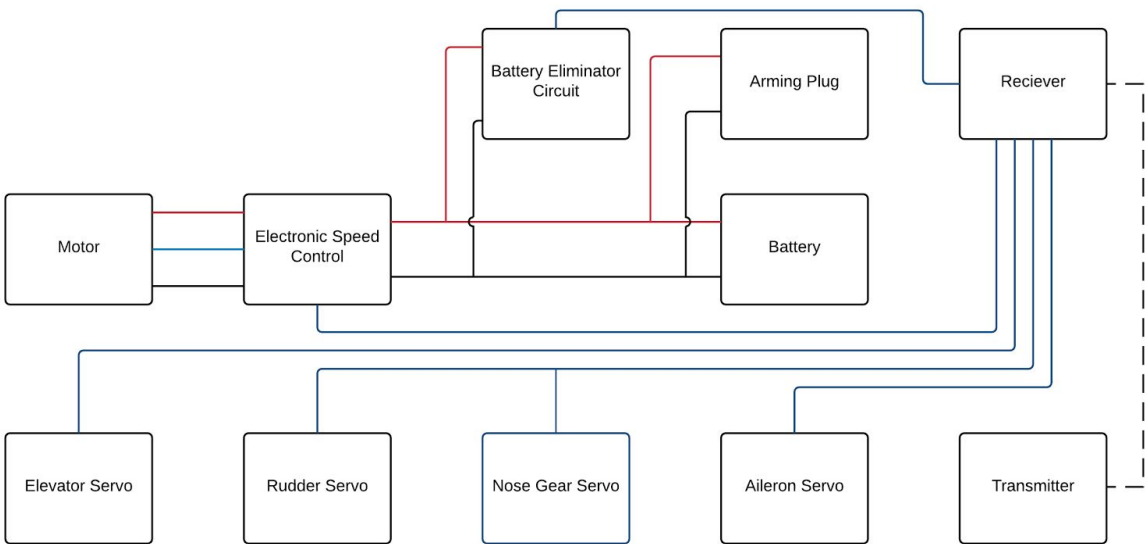 Battery Eliminator
Circuit
Arming Plug
Reciever
Motor
Electronic Speed
Control
Battery
Elevator Servo
Rudder Servo
Nose Gear Servo
Aileron Servo
Transmitter